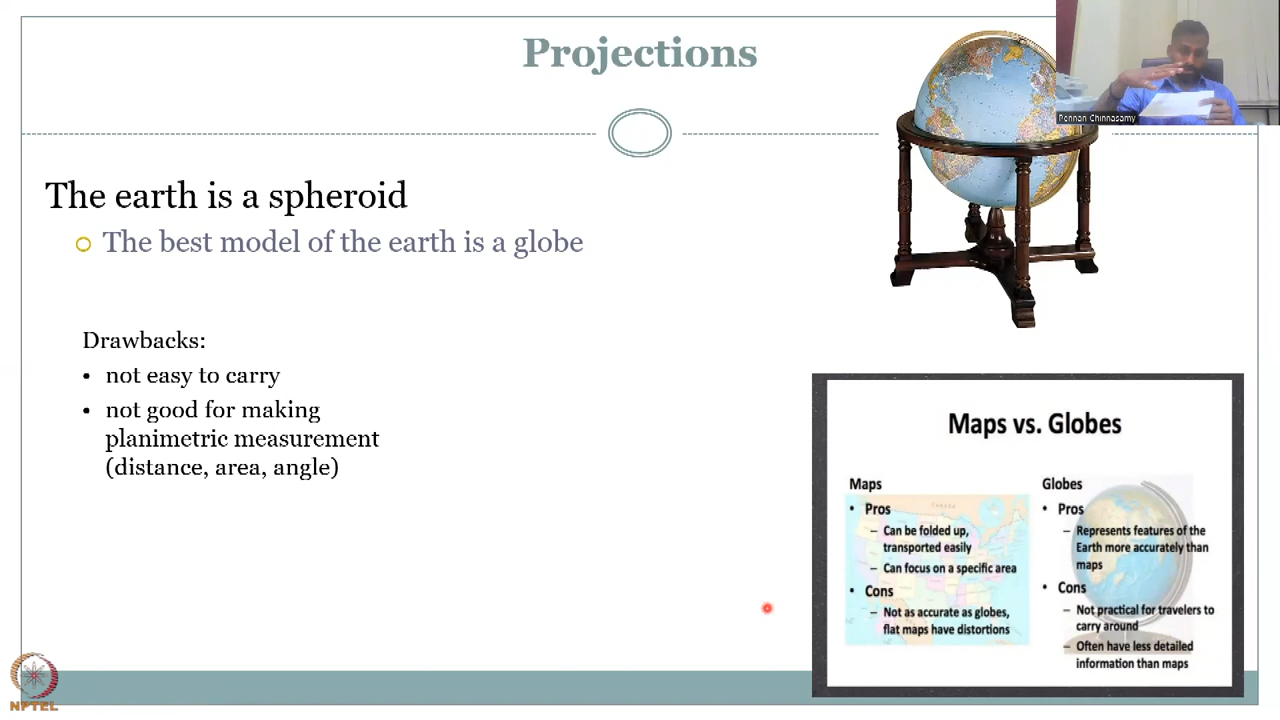 Projections
Pennan Chinnasamy
The earth is a spheroid
The best model of the earth is a globe
Drawbacks:
• not easy to carry
• not good for making
planimetric measurement
(distance, area, angle)
Maps vs. Globes
Maps
• Pros
– Can be folded up,
transported easily
– Can focus on a specific area
• Cons
– Not as accurate as globes,
flat maps have distortions
Globes
• Pros
– Represents features of the
Earth more accurately than
maps
• Cons
– Not practical for travelers to
carry around
– Often have less detailed
information than maps
NPTEL